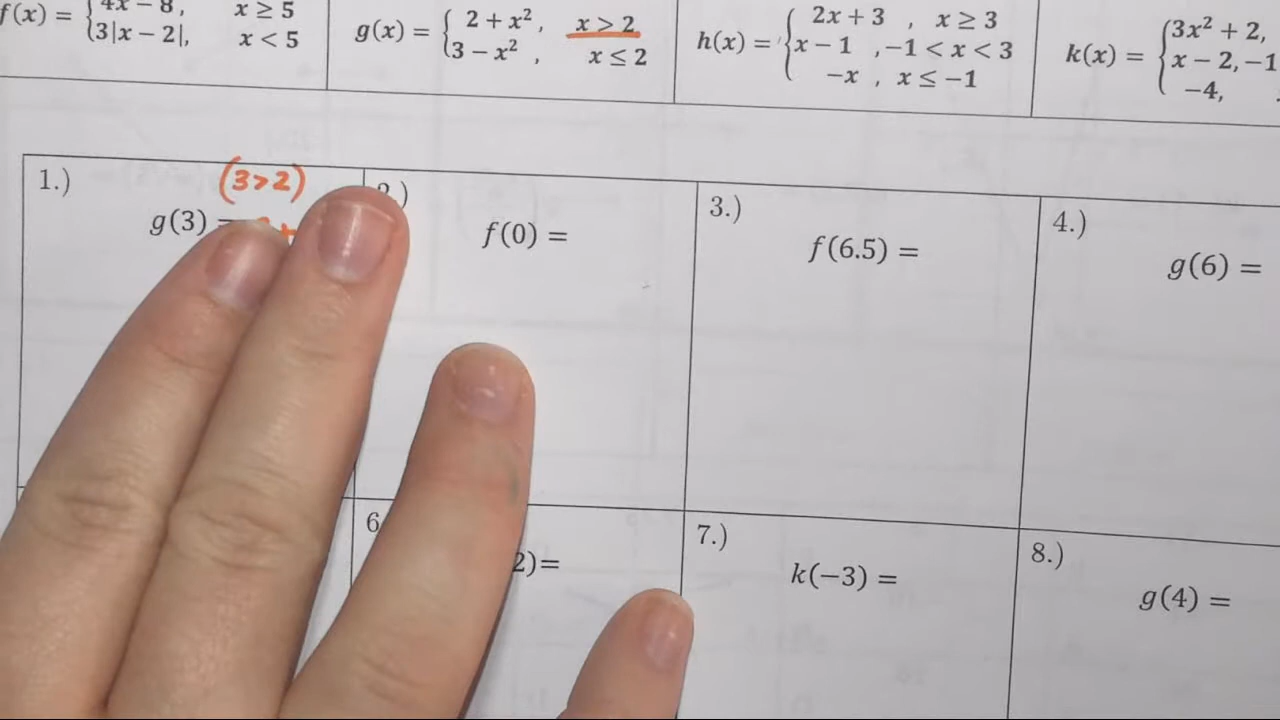 f(x) = {4x − 8, x ≥ 5
3|x − 2|, x < 5
g(x) = {2 + x², x > 2
3 − x², x ≤ 2
h(x) = {2x + 3 , x ≥ 3
x − 1 , −1 < x < 3
−x , x ≤ −1
k(x) = {3x² + 2,
x − 2, −1
−4,
1.)
(3>2)
g(3) =
2.)
f(0) =
3.)
f(6.5) =
4.)
g(6) =
6
2)=
7.)
k(−3) =
8.)
g(4) =